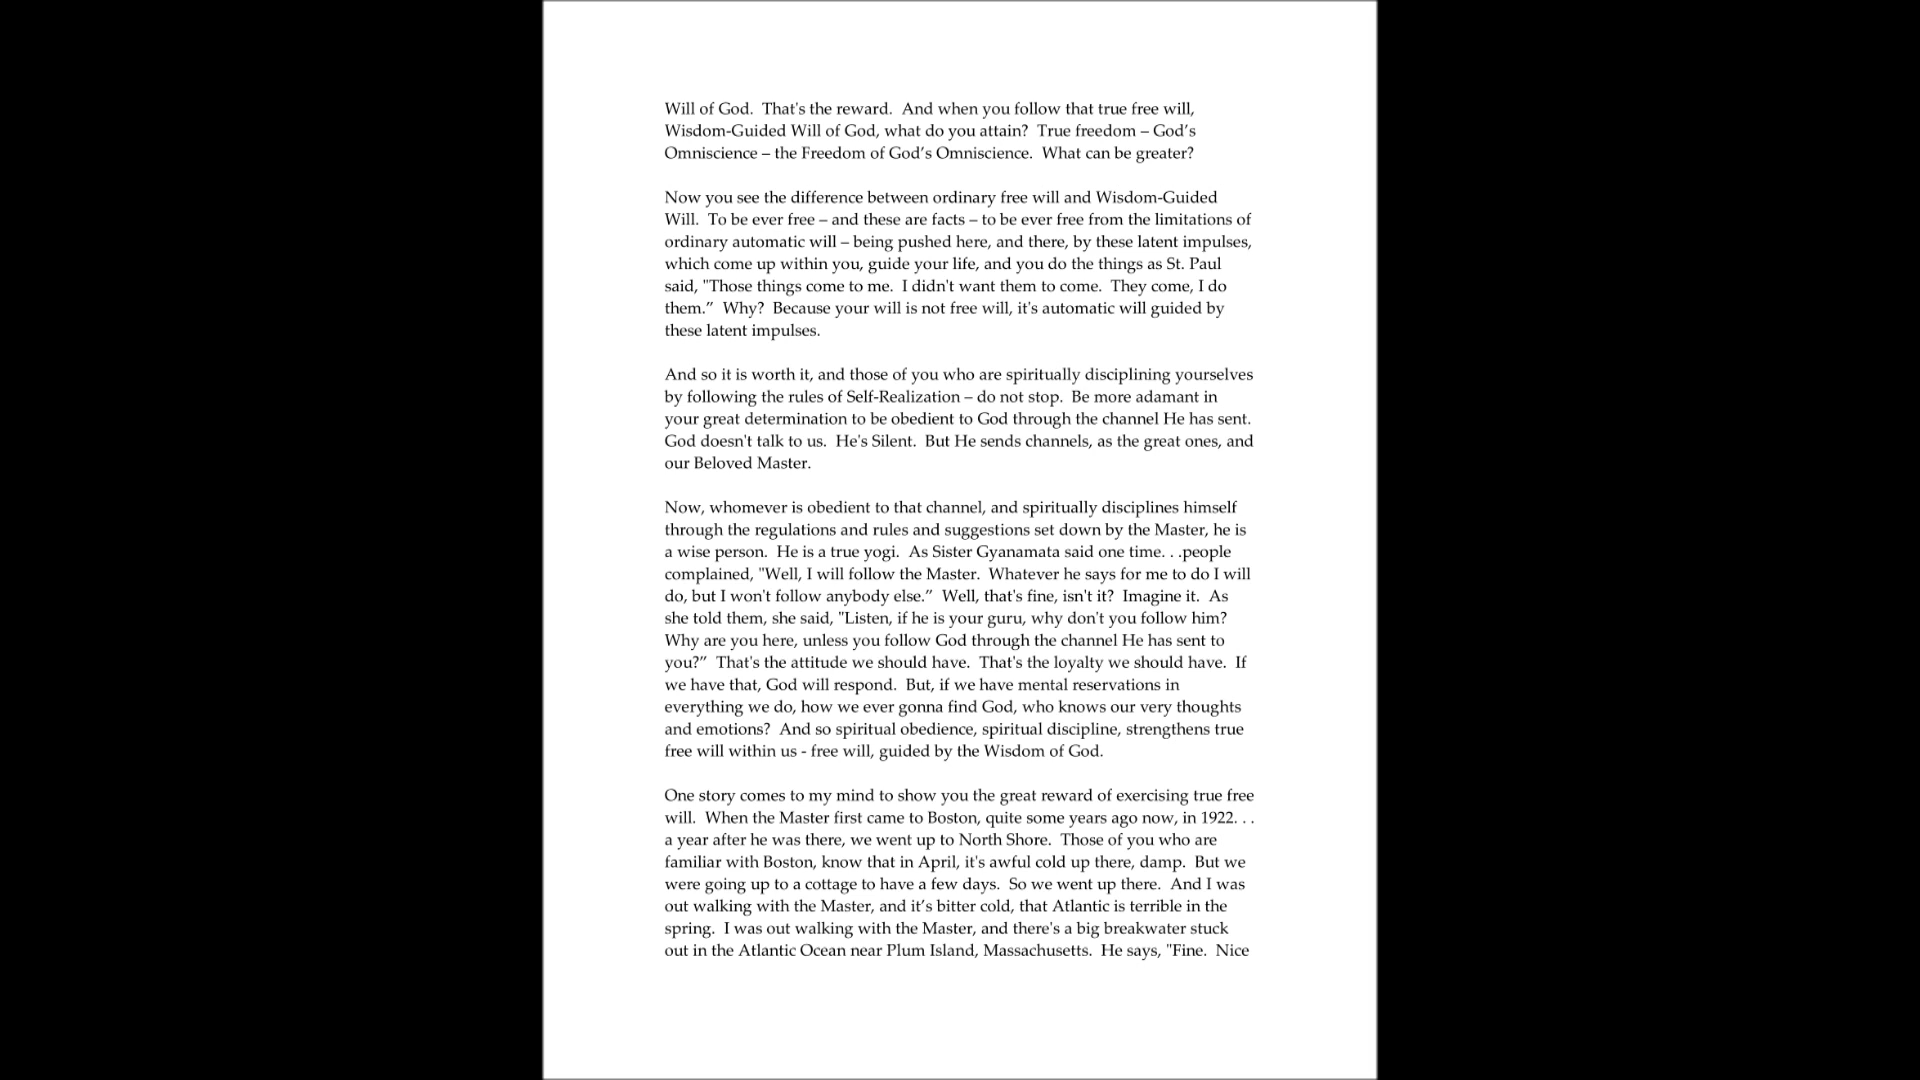 Will of God.  That's the reward.  And when you follow that true free will,
Wisdom-Guided Will of God, what do you attain?  True freedom – God’s
Omniscience – the Freedom of God’s Omniscience.  What can be greater?

Now you see the difference between ordinary free will and Wisdom-Guided
Will.  To be ever free – and these are facts – to be ever free from the limitations of
ordinary automatic will – being pushed here, and there, by these latent impulses,
which come up within you, guide your life, and you do the things as St. Paul
said, "Those things come to me.  I didn't want them to come.  They come, I do
them.”  Why?  Because your will is not free will, it's automatic will guided by
these latent impulses.

And so it is worth it, and those of you who are spiritually disciplining yourselves
by following the rules of Self-Realization – do not stop.  Be more adamant in
your great determination to be obedient to God through the channel He has sent.
God doesn't talk to us.  He's Silent.  But He sends channels, as the great ones, and
our Beloved Master.

Now, whomever is obedient to that channel, and spiritually disciplines himself
through the regulations and rules and suggestions set down by the Master, he is
a wise person.  He is a true yogi.  As Sister Gyanamata said one time. . .people
complained, "Well, I will follow the Master.  Whatever he says for me to do I will
do, but I won't follow anybody else.”  Well, that's fine, isn't it?  Imagine it.  As
she told them, she said, "Listen, if he is your guru, why don't you follow him?
Why are you here, unless you follow God through the channel He has sent to
you?”  That's the attitude we should have.  That's the loyalty we should have.  If
we have that, God will respond.  But, if we have mental reservations in
everything we do, how we ever gonna find God, who knows our very thoughts
and emotions?  And so spiritual obedience, spiritual discipline, strengthens true
free will within us - free will, guided by the Wisdom of God.

One story comes to my mind to show you the great reward of exercising true free
will.  When the Master first came to Boston, quite some years ago now, in 1922. . .
a year after he was there, we went up to North Shore.  Those of you who are
familiar with Boston, know that in April, it's awful cold up there, damp.  But we
were going up to a cottage to have a few days.  So we went up there.  And I was
out walking with the Master, and it’s bitter cold, that Atlantic is terrible in the
spring.  I was out walking with the Master, and there's a big breakwater stuck
out in the Atlantic Ocean near Plum Island, Massachusetts.  He says, "Fine.  Nice